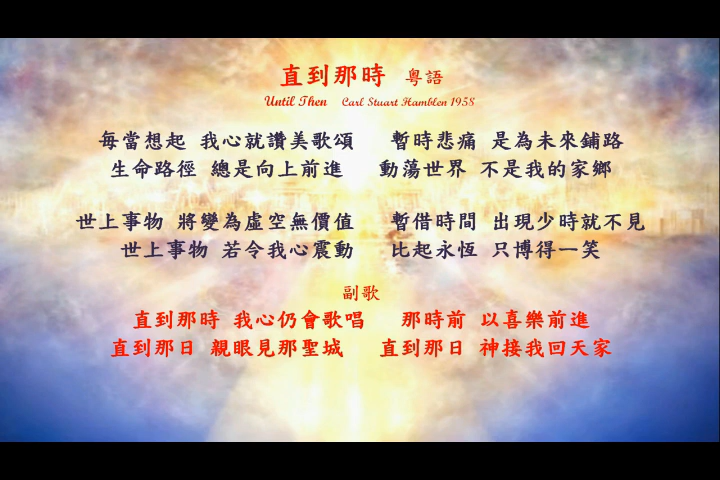 直到那時 粵語
Until Then Carl Stuart Hamblen 1958
每當想起 我心就讚美歌頌 暫時悲痛 是為未來鋪路
生命路徑 總是向上前進 動蕩世界 不是我的家鄉
世上事物 將變為虛空無價值 暫借時間 出現少時就不見
世上事物 若令我心震動 比起永恆 只博得一笑
副歌
直到那時 我心仍會歌唱 那時前 以喜樂前進
直到那日 親眼見那聖城 直到那日 神接我回天家